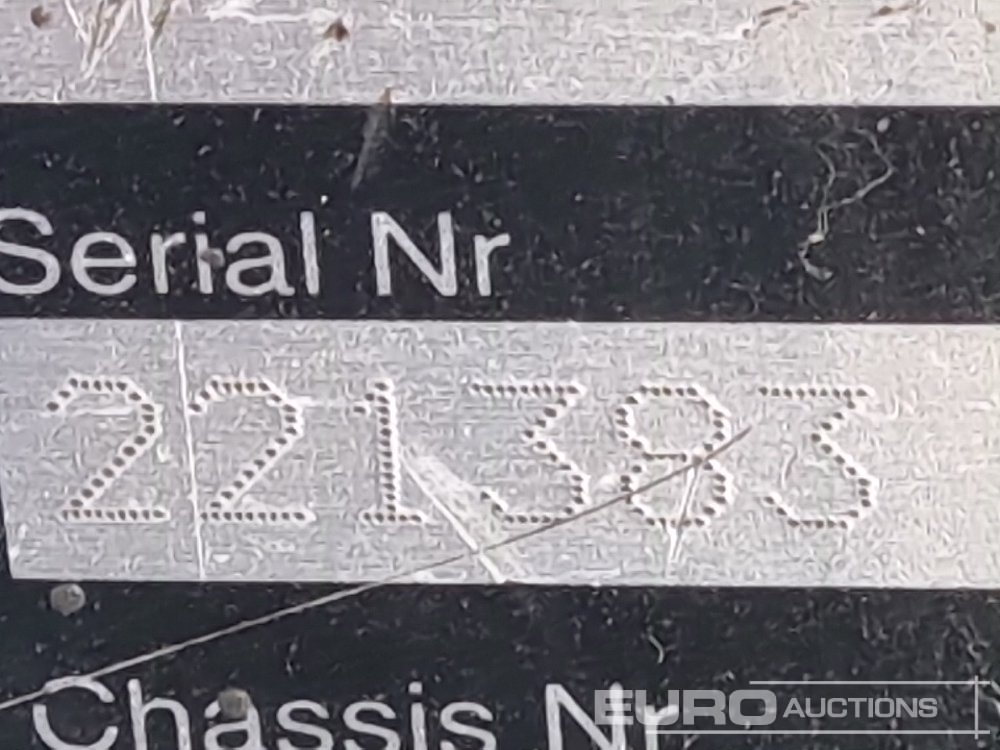 Serial Nr
221383
Chassis Nr
EURO AUCTIONS